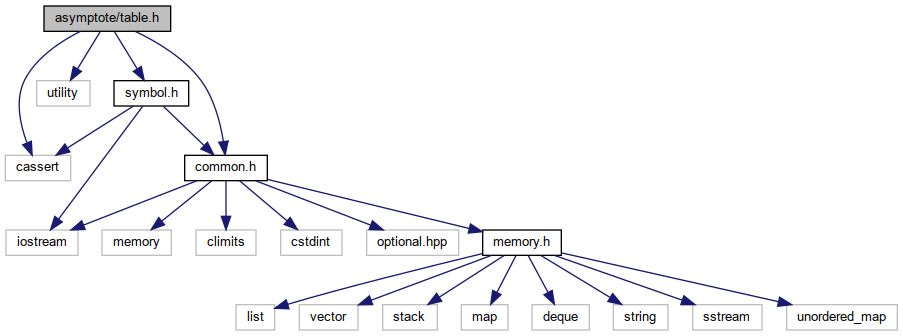 asymptote/table.h
utility
symbol.h
cassert
common.h
iostream
memory
climits
cstdint
optional.hpp
memory.h
list
vector
stack
map
deque
string
sstream
unordered_map